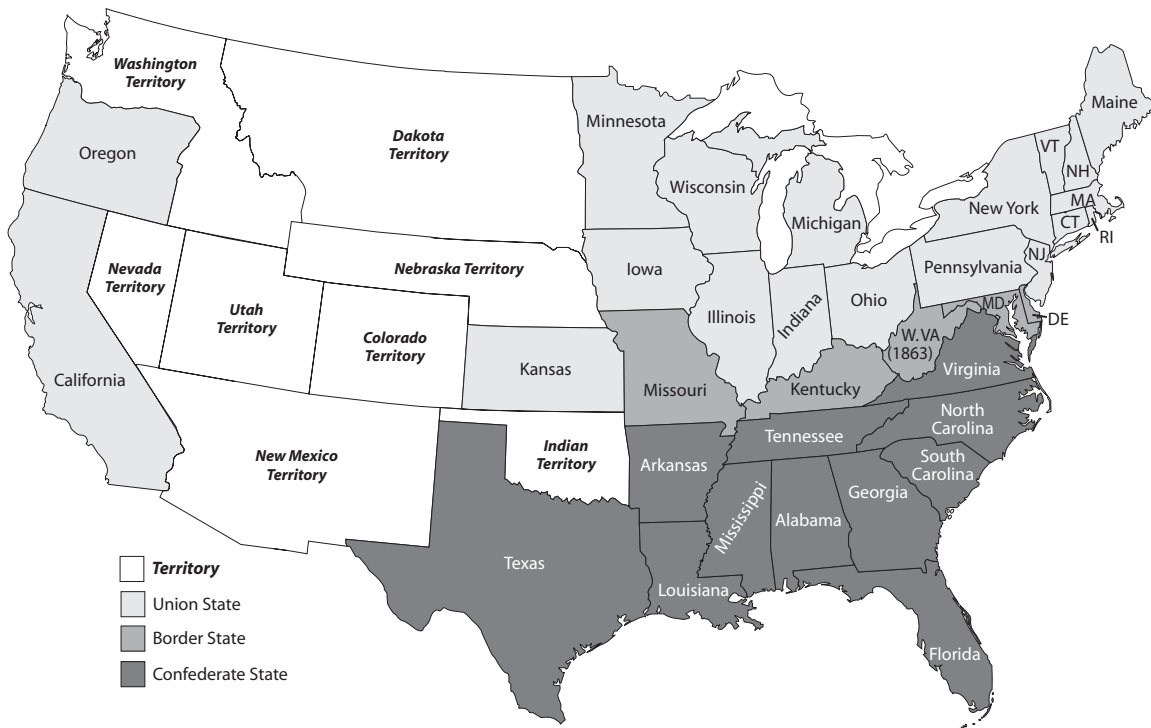 Washington
Territory
Dakota
Territory
Minnesota
Maine
Oregon
VT
NH
Wisconsin
Michigan
New York
MA
CT
RI
Nevada
Territory
Nebraska Territory
Iowa
Pennsylvania
NJ
Utah
Territory
Colorado
Territory
Illinois
Indiana
Ohio
MD
DE
W.VA
(1863)
California
Kansas
Missouri
Kentucky
Virginia
New Mexico
Territory
Indian
Territory
Tennessee
North
Carolina
Arkansas
South
Carolina
Mississippi
Alabama
Georgia
Texas
Louisiana
Florida
Territory
Union State
Border State
Confederate State